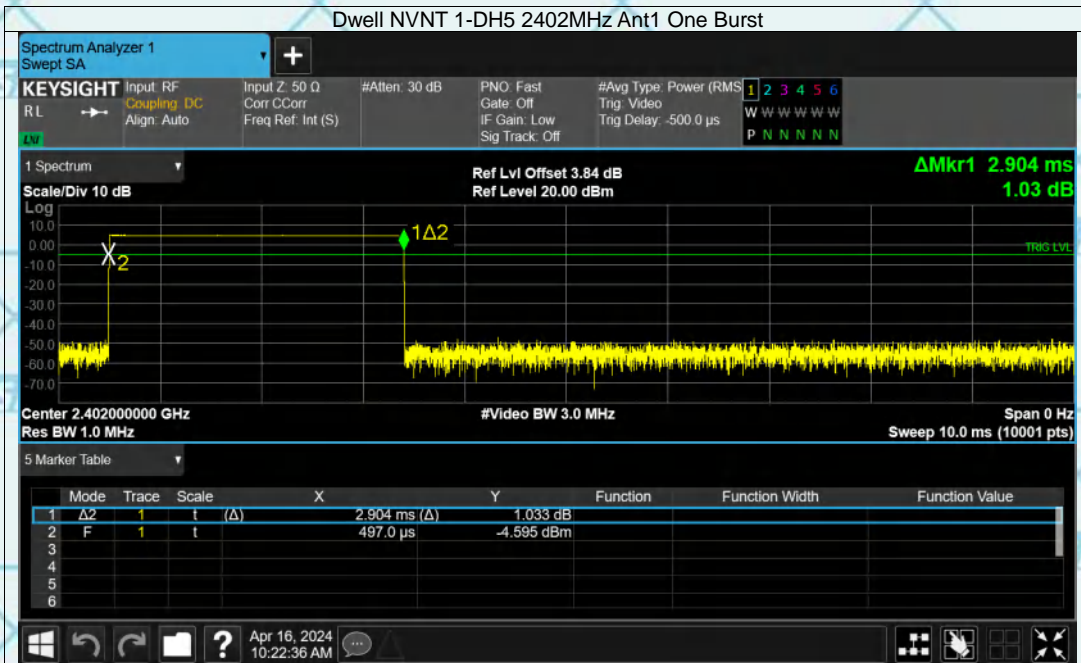 Dwell NVNT 1-DH5 2402MHz Ant1 One Burst
Spectrum Analyzer 1
Swept SA
+
KEYSIGHT Input: RF Input Z: 50 Ω #Atten: 30 dB PNO: Fast #Avg Type: Power (RMS 1 2 3 4 5 6
RL Coupling: DC Corr CCorr Gate: Off Trig: Video W W W W W W
Align: Auto Freq Ref: Int (S) IF Gain: Low Trig Delay: -500.0 µs
Sig Track: Off P N N N N N
LNI
1 Spectrum Ref Lvl Offset 3.84 dB ΔMkr1 2.904 ms
Scale/Div 10 dB Ref Level 20.00 dBm 1.03 dB
Log
10.0
1Δ2
0.00
TRIG LVL
X2
-10.0
-20.0
-30.0
-40.0
-50.0
-60.0
-70.0
Center 2.402000000 GHz #Video BW 3.0 MHz Span 0 Hz
Res BW 1.0 MHz Sweep 10.0 ms (10001 pts)
5 Marker Table
Mode Trace Scale X Y Function Function Width Function Value
1 Δ2 1 t (Δ) 2.904 ms (Δ) 1.033 dB
2 F 1 t 497.0 µs -4.595 dBm
3
4
5
6
? Apr 16, 2024
10:22:36 AM